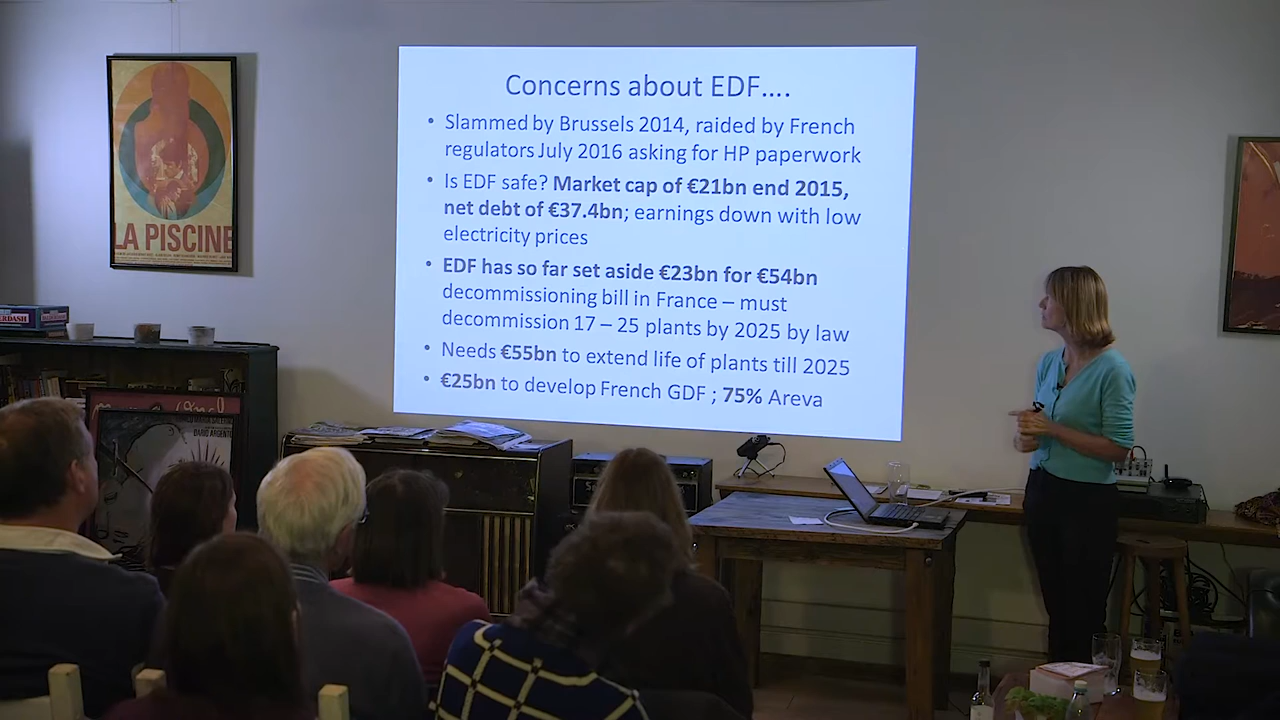 Concerns about EDF....
• Slammed by Brussels 2014, raided by French
regulators July 2016 asking for HP paperwork
• Is EDF safe? Market cap of €21bn end 2015,
net debt of €37.4bn; earnings down with low
electricity prices
• EDF has so far set aside €23bn for €54bn
decommissioning bill in France – must
decommission 17 – 25 plants by 2025 by law
• Needs €55bn to extend life of plants till 2025
• €25bn to develop French GDF ; 75% Areva
LA PISCINE
DARIO ARGENTO